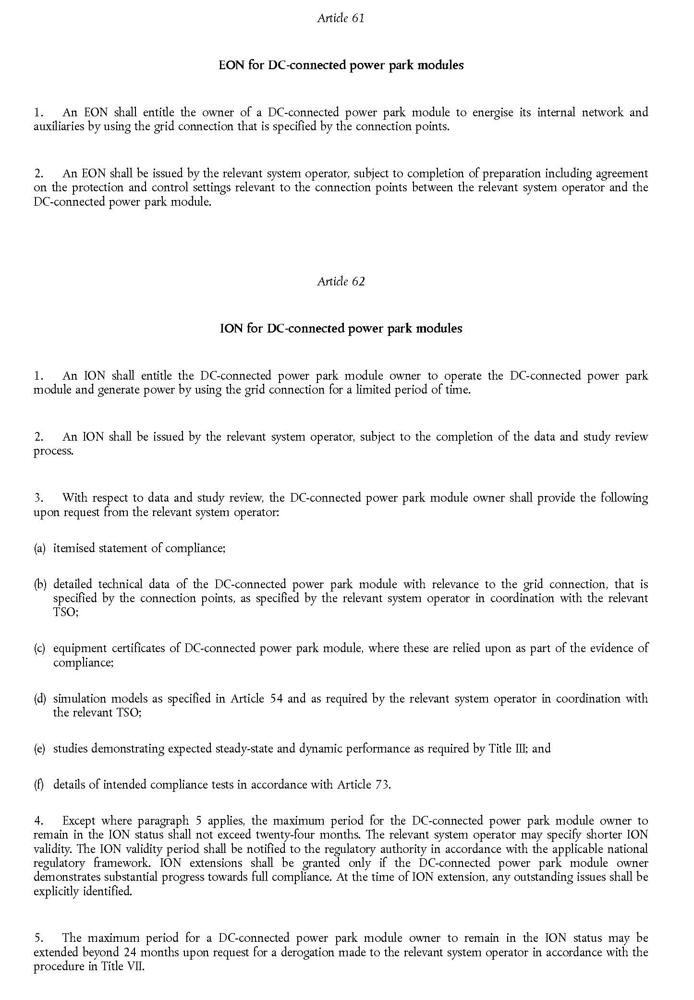 Article 61
EON for DC-connected power park modules
1. An EON shall entitle the owner of a DC-connected power park module to energise its internal network and
auxiliaries by using the grid connection that is specified by the connection points.
2. An EON shall be issued by the relevant system operator, subject to completion of preparation including agreement
on the protection and control settings relevant to the connection points between the relevant system operator and the
DC-connected power park module.
Article 62
ION for DC-connected power park modules
1. An ION shall entitle the DC-connected power park module owner to operate the DC-connected power park
module and generate power by using the grid connection for a limited period of time.
2. An ION shall be issued by the relevant system operator, subject to the completion of the data and study review
process.
3. With respect to data and study review, the DC-connected power park module owner shall provide the following
upon request from the relevant system operator:
(a) itemised statement of compliance;
(b) detailed technical data of the DC-connected power park module with relevance to the grid connection, that is
specified by the connection points, as specified by the relevant system operator in coordination with the relevant
TSO;
(c) equipment certificates of DC-connected power park module, where these are relied upon as part of the evidence of
compliance;
(d) simulation models as specified in Article 54 and as required by the relevant system operator in coordination with
the relevant TSO;
(e) studies demonstrating expected steady-state and dynamic performance as required by Title III; and
(f) details of intended compliance tests in accordance with Article 73.
4. Except where paragraph 5 applies, the maximum period for the DC-connected power park module owner to
remain in the ION status shall not exceed twenty-four months. The relevant system operator may specify shorter ION
validity. The ION validity period shall be notified to the regulatory authority in accordance with the applicable national
regulatory framework. ION extensions shall be granted only if the DC-connected power park module owner
demonstrates substantial progress towards full compliance. At the time of ION extension, any outstanding issues shall be
explicitly identified.
5. The maximum period for a DC-connected power park module owner to remain in the ION status may be
extended beyond 24 months upon request for a derogation made to the relevant system operator in accordance with the
procedure in Title VII.